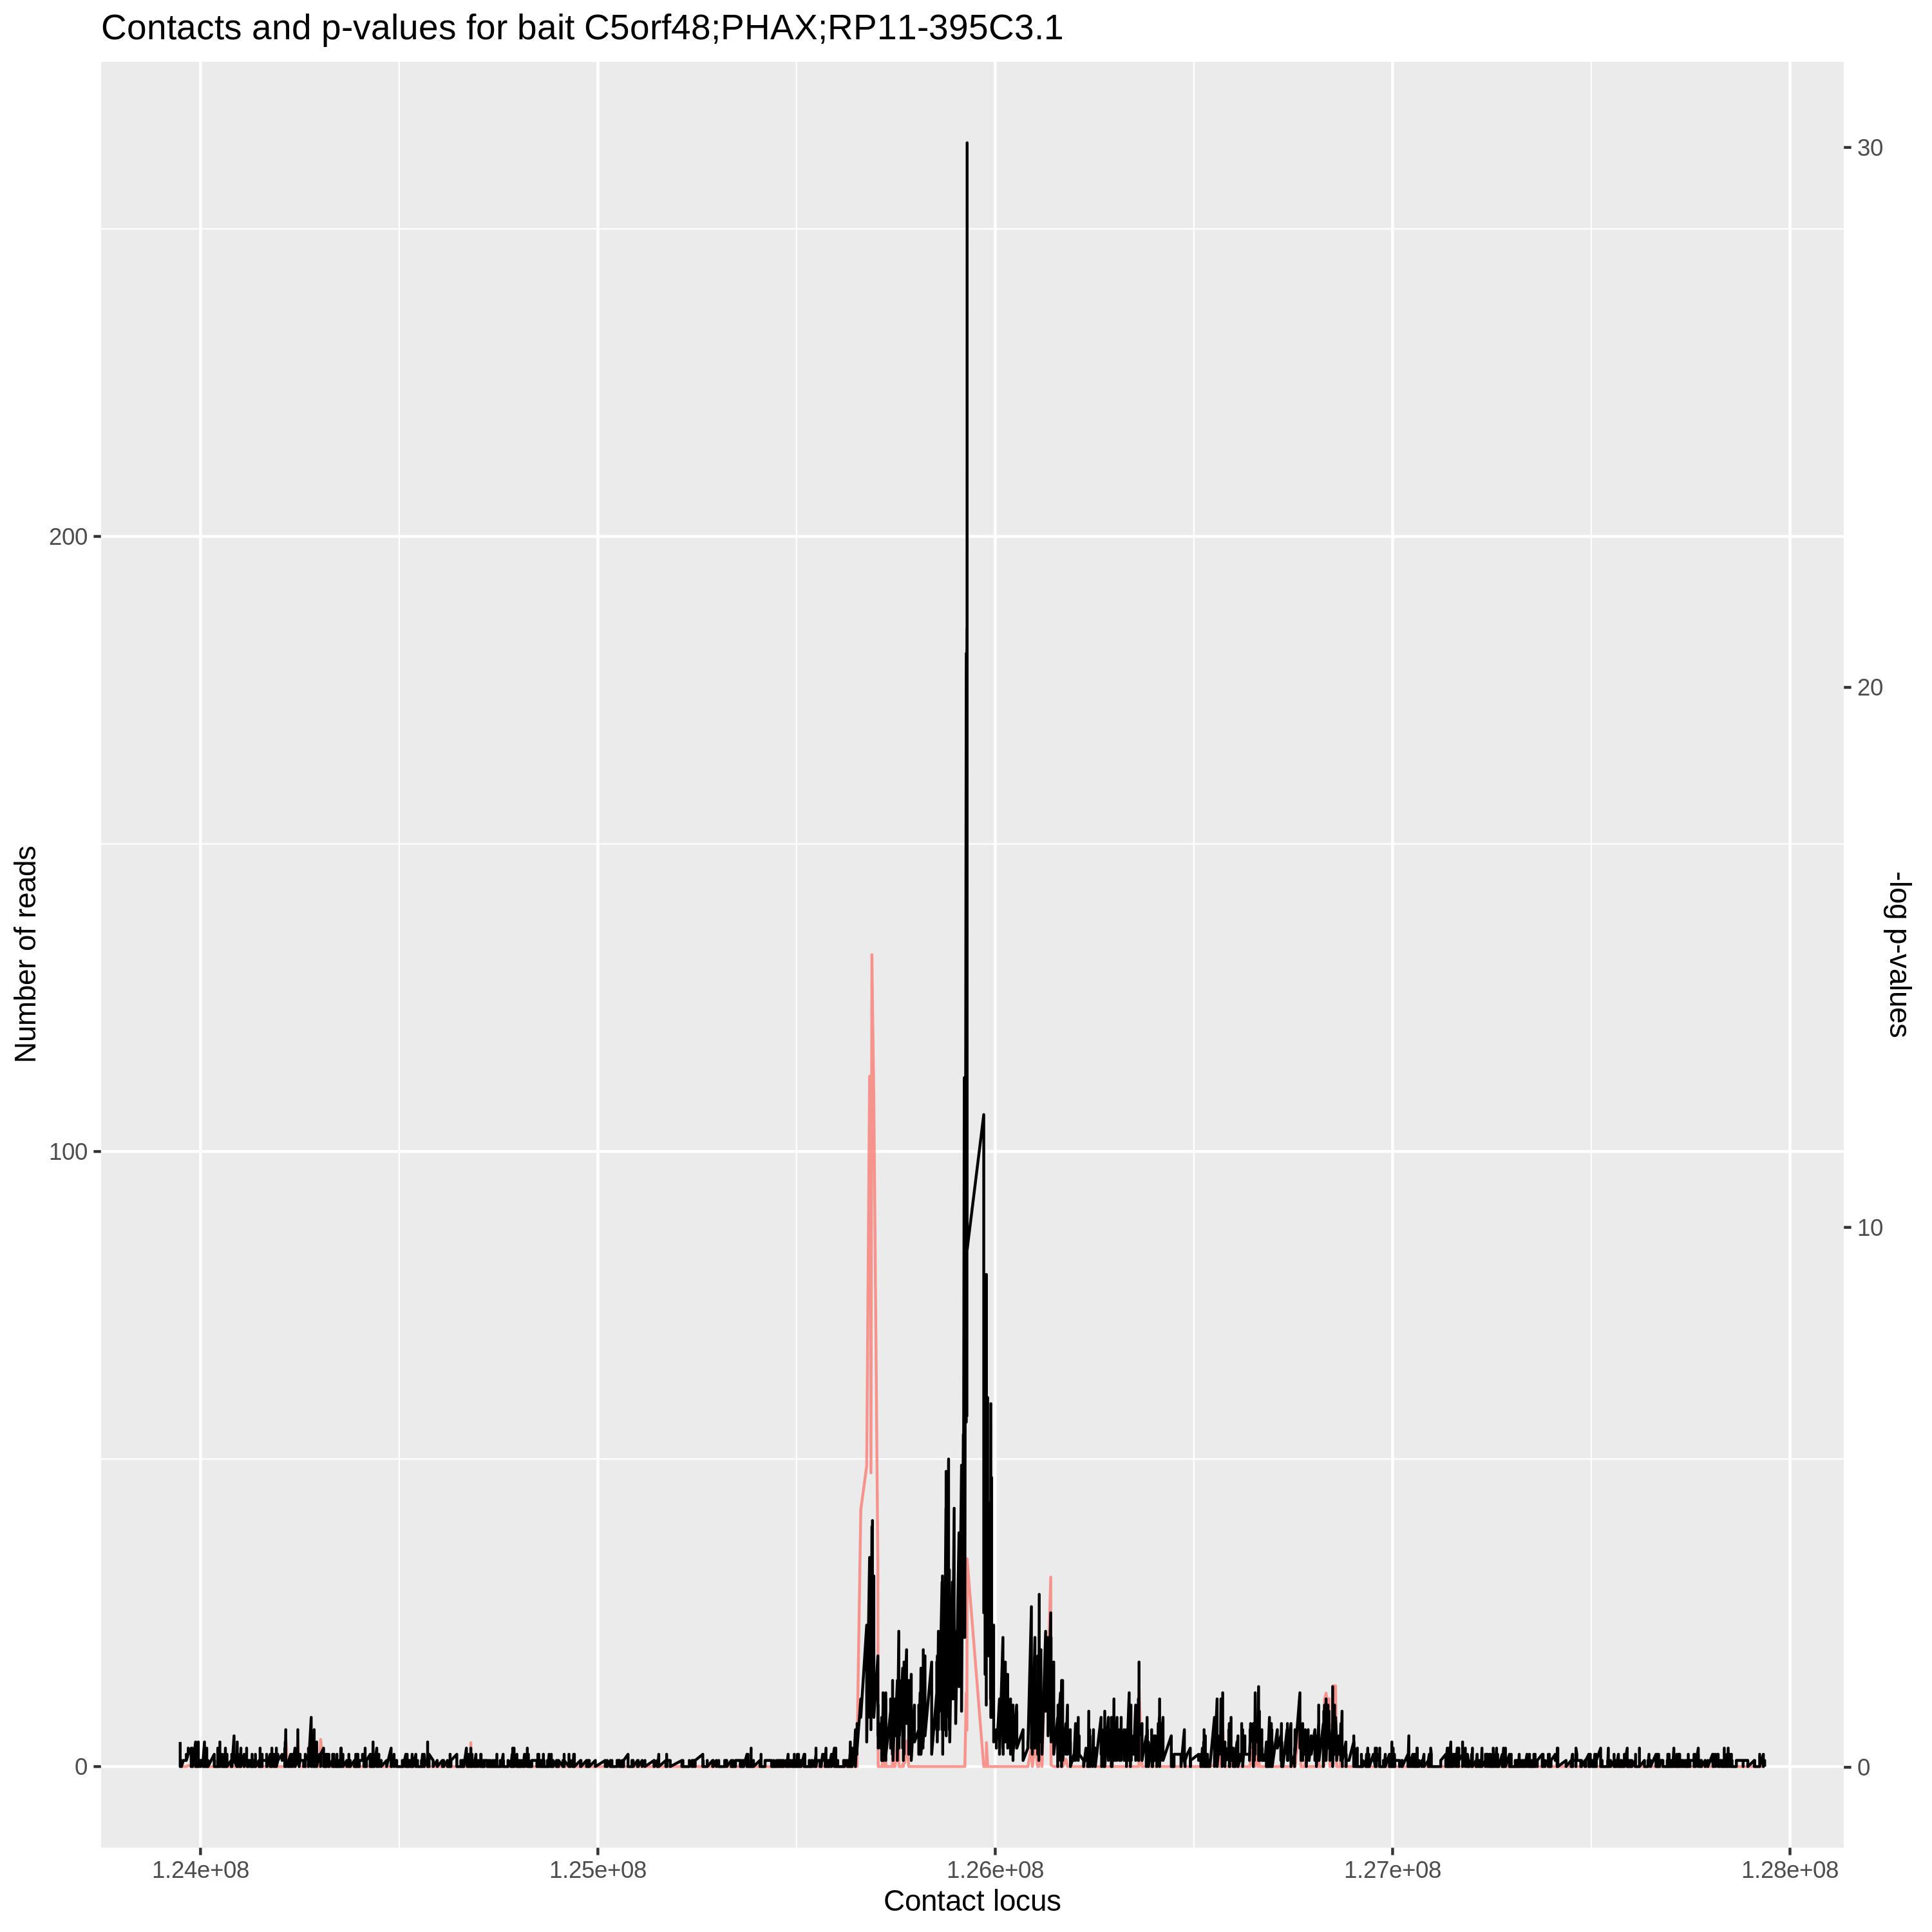 Contacts and p-values for bait C5orf48;PHAX;RP11-395C3.1
30
200
20
Number of reads
-log p-values
100
10
0
0
1.24e+08
1.25e+08
1.26e+08
1.27e+08
1.28e+08
Contact locus